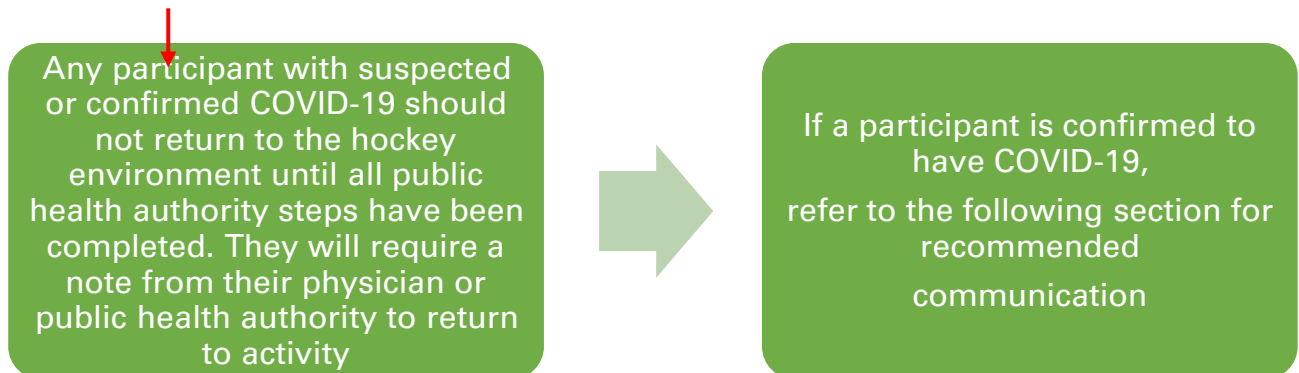 Any participant with suspected
or confirmed COVID-19 should
not return to the hockey
environment until all public
health authority steps have been
completed. They will require a
note from their physician or
public health authority to return
to activity
If a participant is confirmed to
have COVID-19,
refer to the following section for
recommended
communication